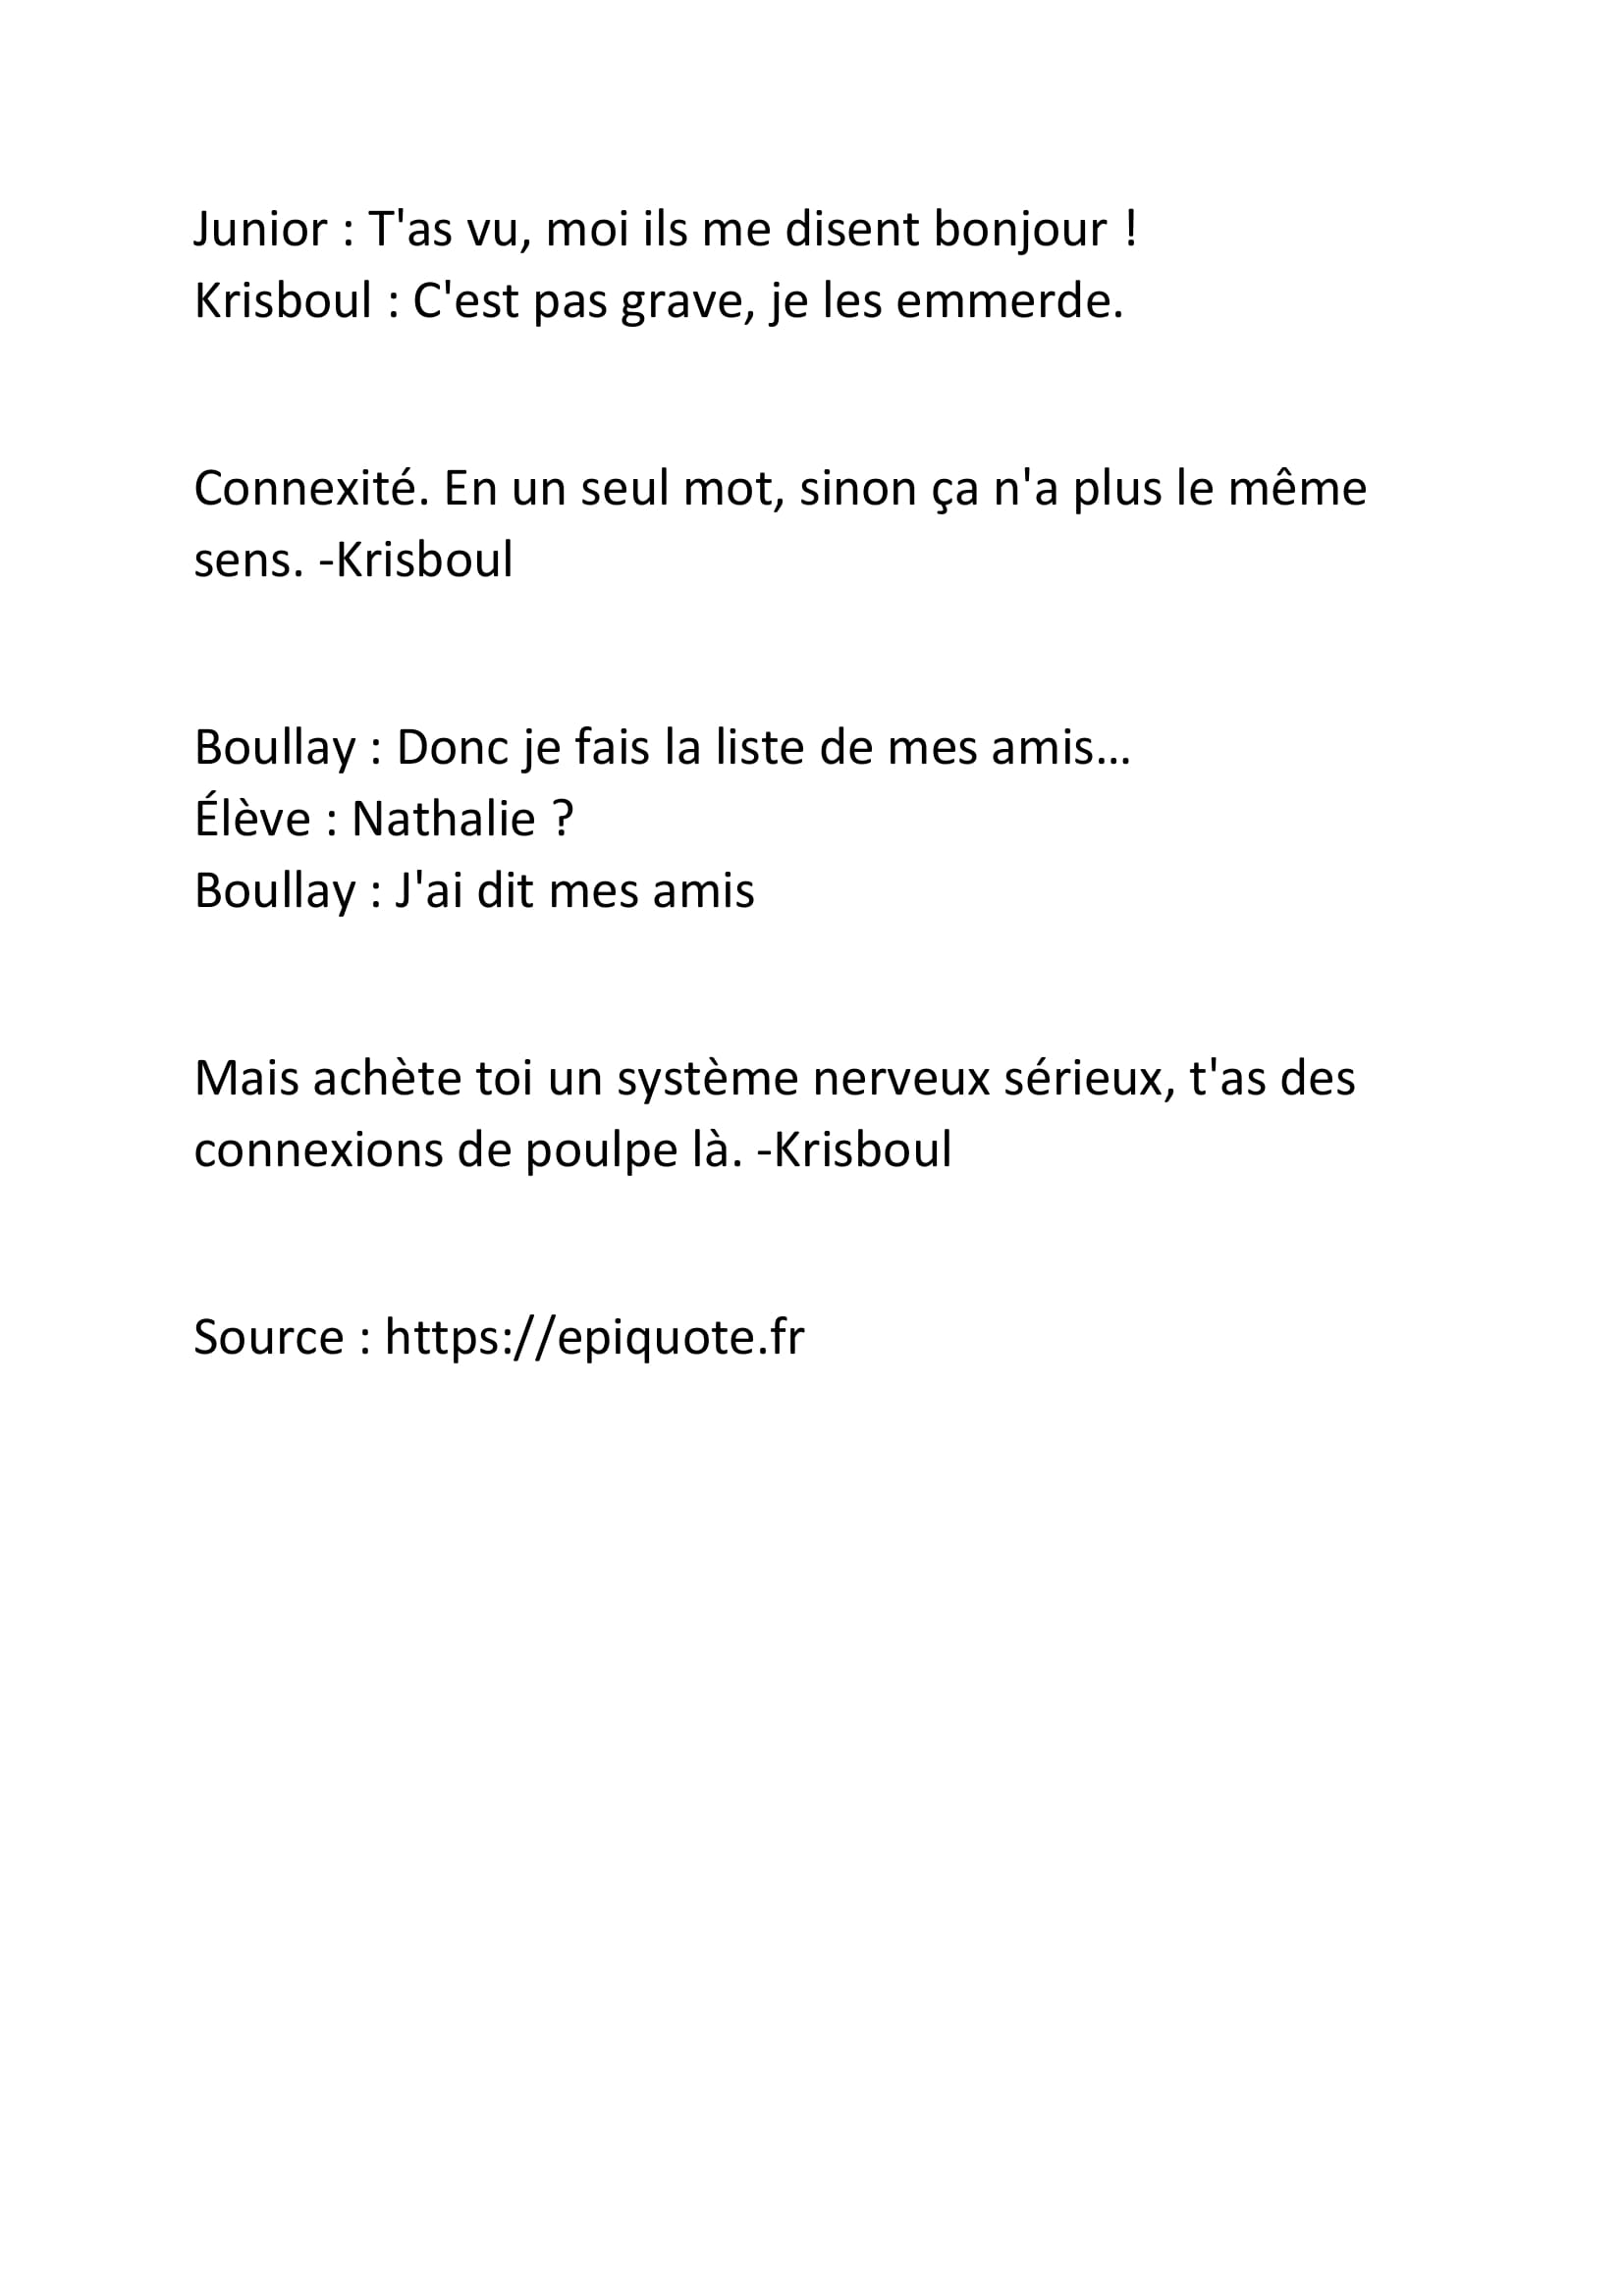 Junior : T'as vu, moi ils me disent bonjour !
Krisboul : C'est pas grave, je les emmerde.
Connexité. En un seul mot, sinon ça n'a plus le même
sens. -Krisboul
Boullay : Donc je fais la liste de mes amis...
Élève : Nathalie ?
Boullay : J'ai dit mes amis
Mais achète toi un système nerveux sérieux, t'as des
connexions de poulpe là. -Krisboul
Source : https://epiquote.fr